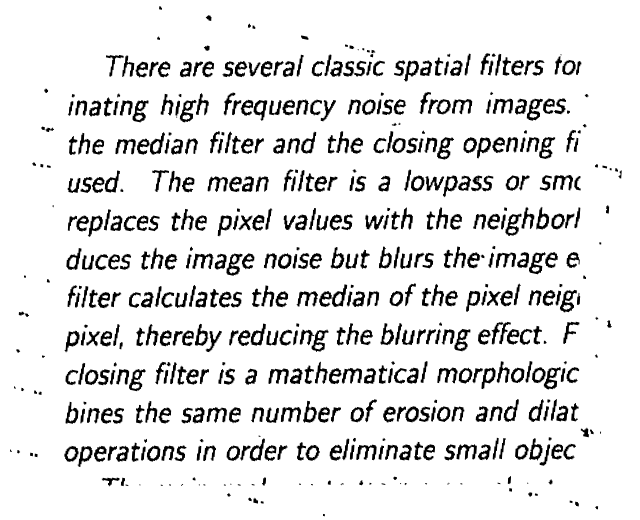 There are several classic spatial filters for
inating high frequency noise from images.
the median filter and the closing opening fi
used. The mean filter is a lowpass or smo
replaces the pixel values with the neighborh
duces the image noise but blurs the image e
filter calculates the median of the pixel neigh
pixel, thereby reducing the blurring effect. F
closing filter is a mathematical morphologic
bines the same number of erosion and dilat
operations in order to eliminate small objec